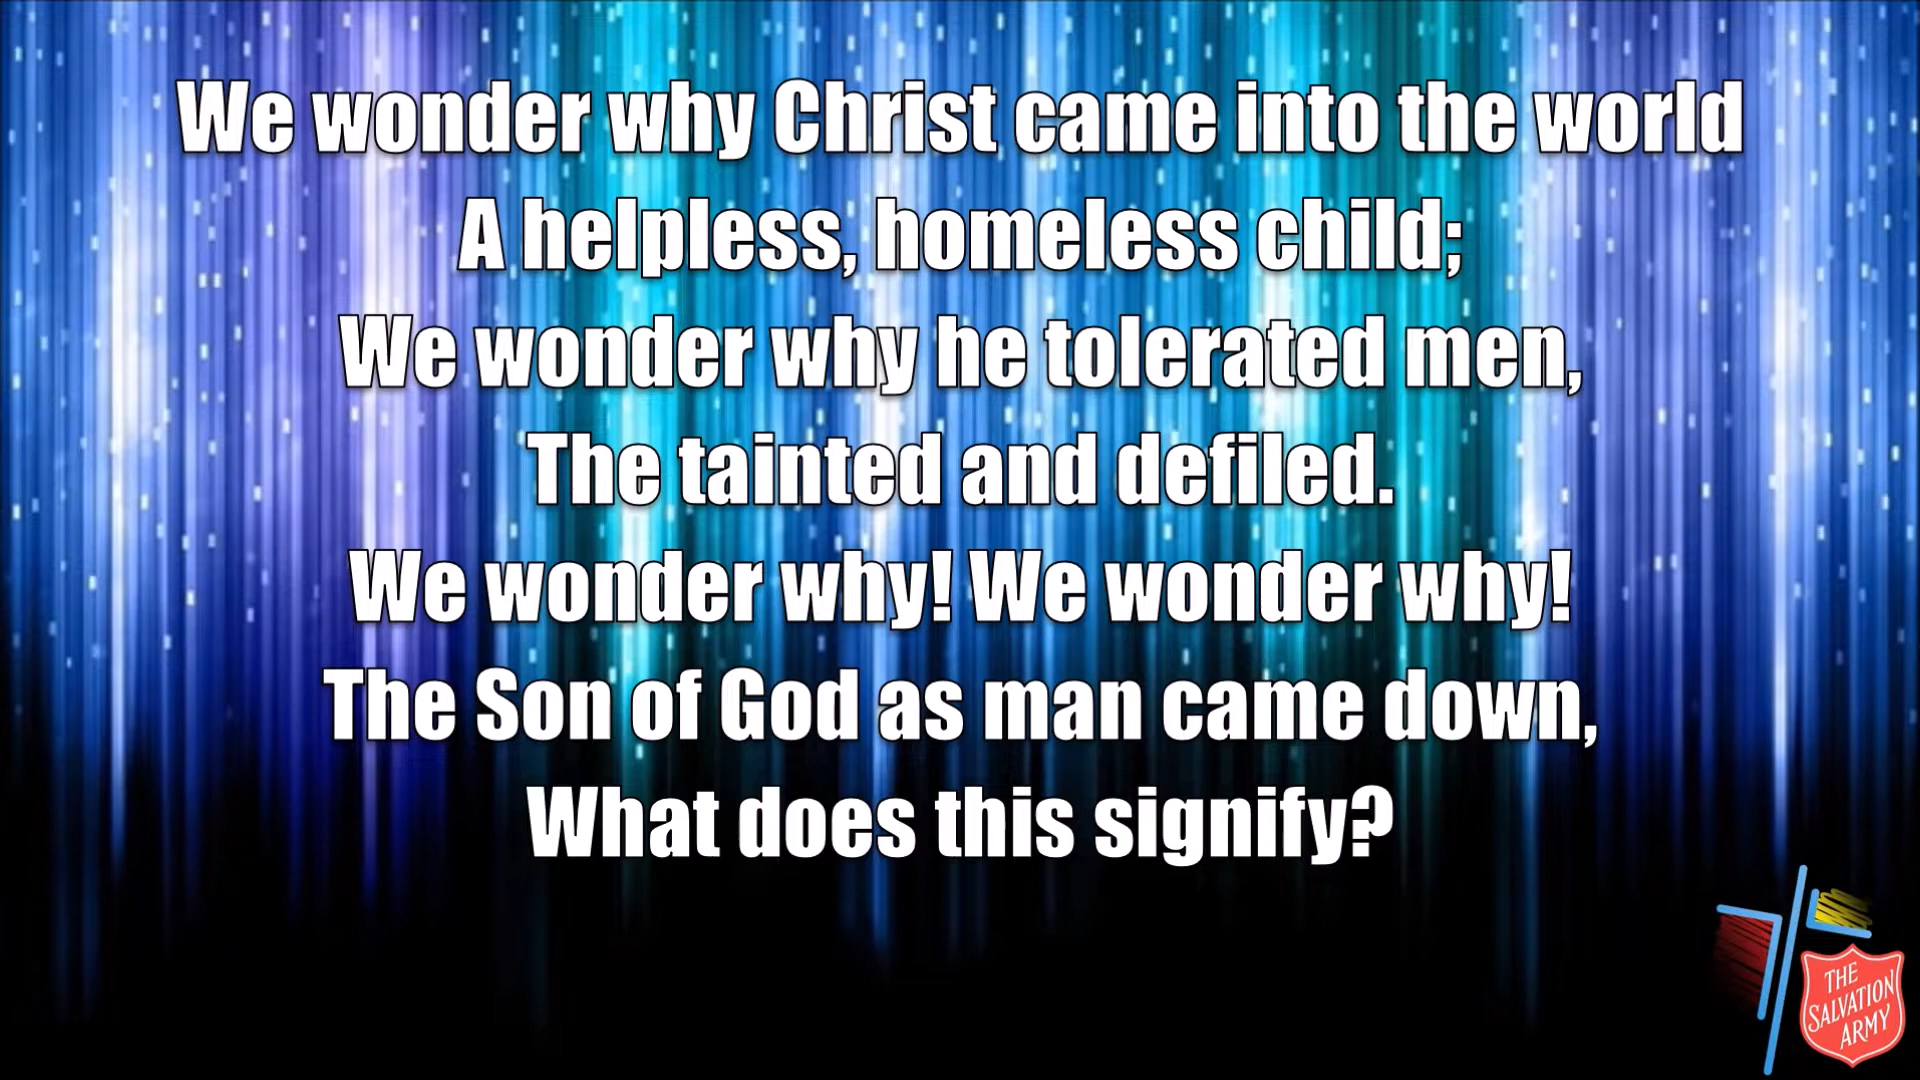 We wonder why Christ came into the world
A helpless, homeless child;
We wonder why he tolerated men,
The tainted and defiled.
We wonder why! We wonder why!
The Son of God as man came down,
What does this signify?
THE
SALVATION
ARMY